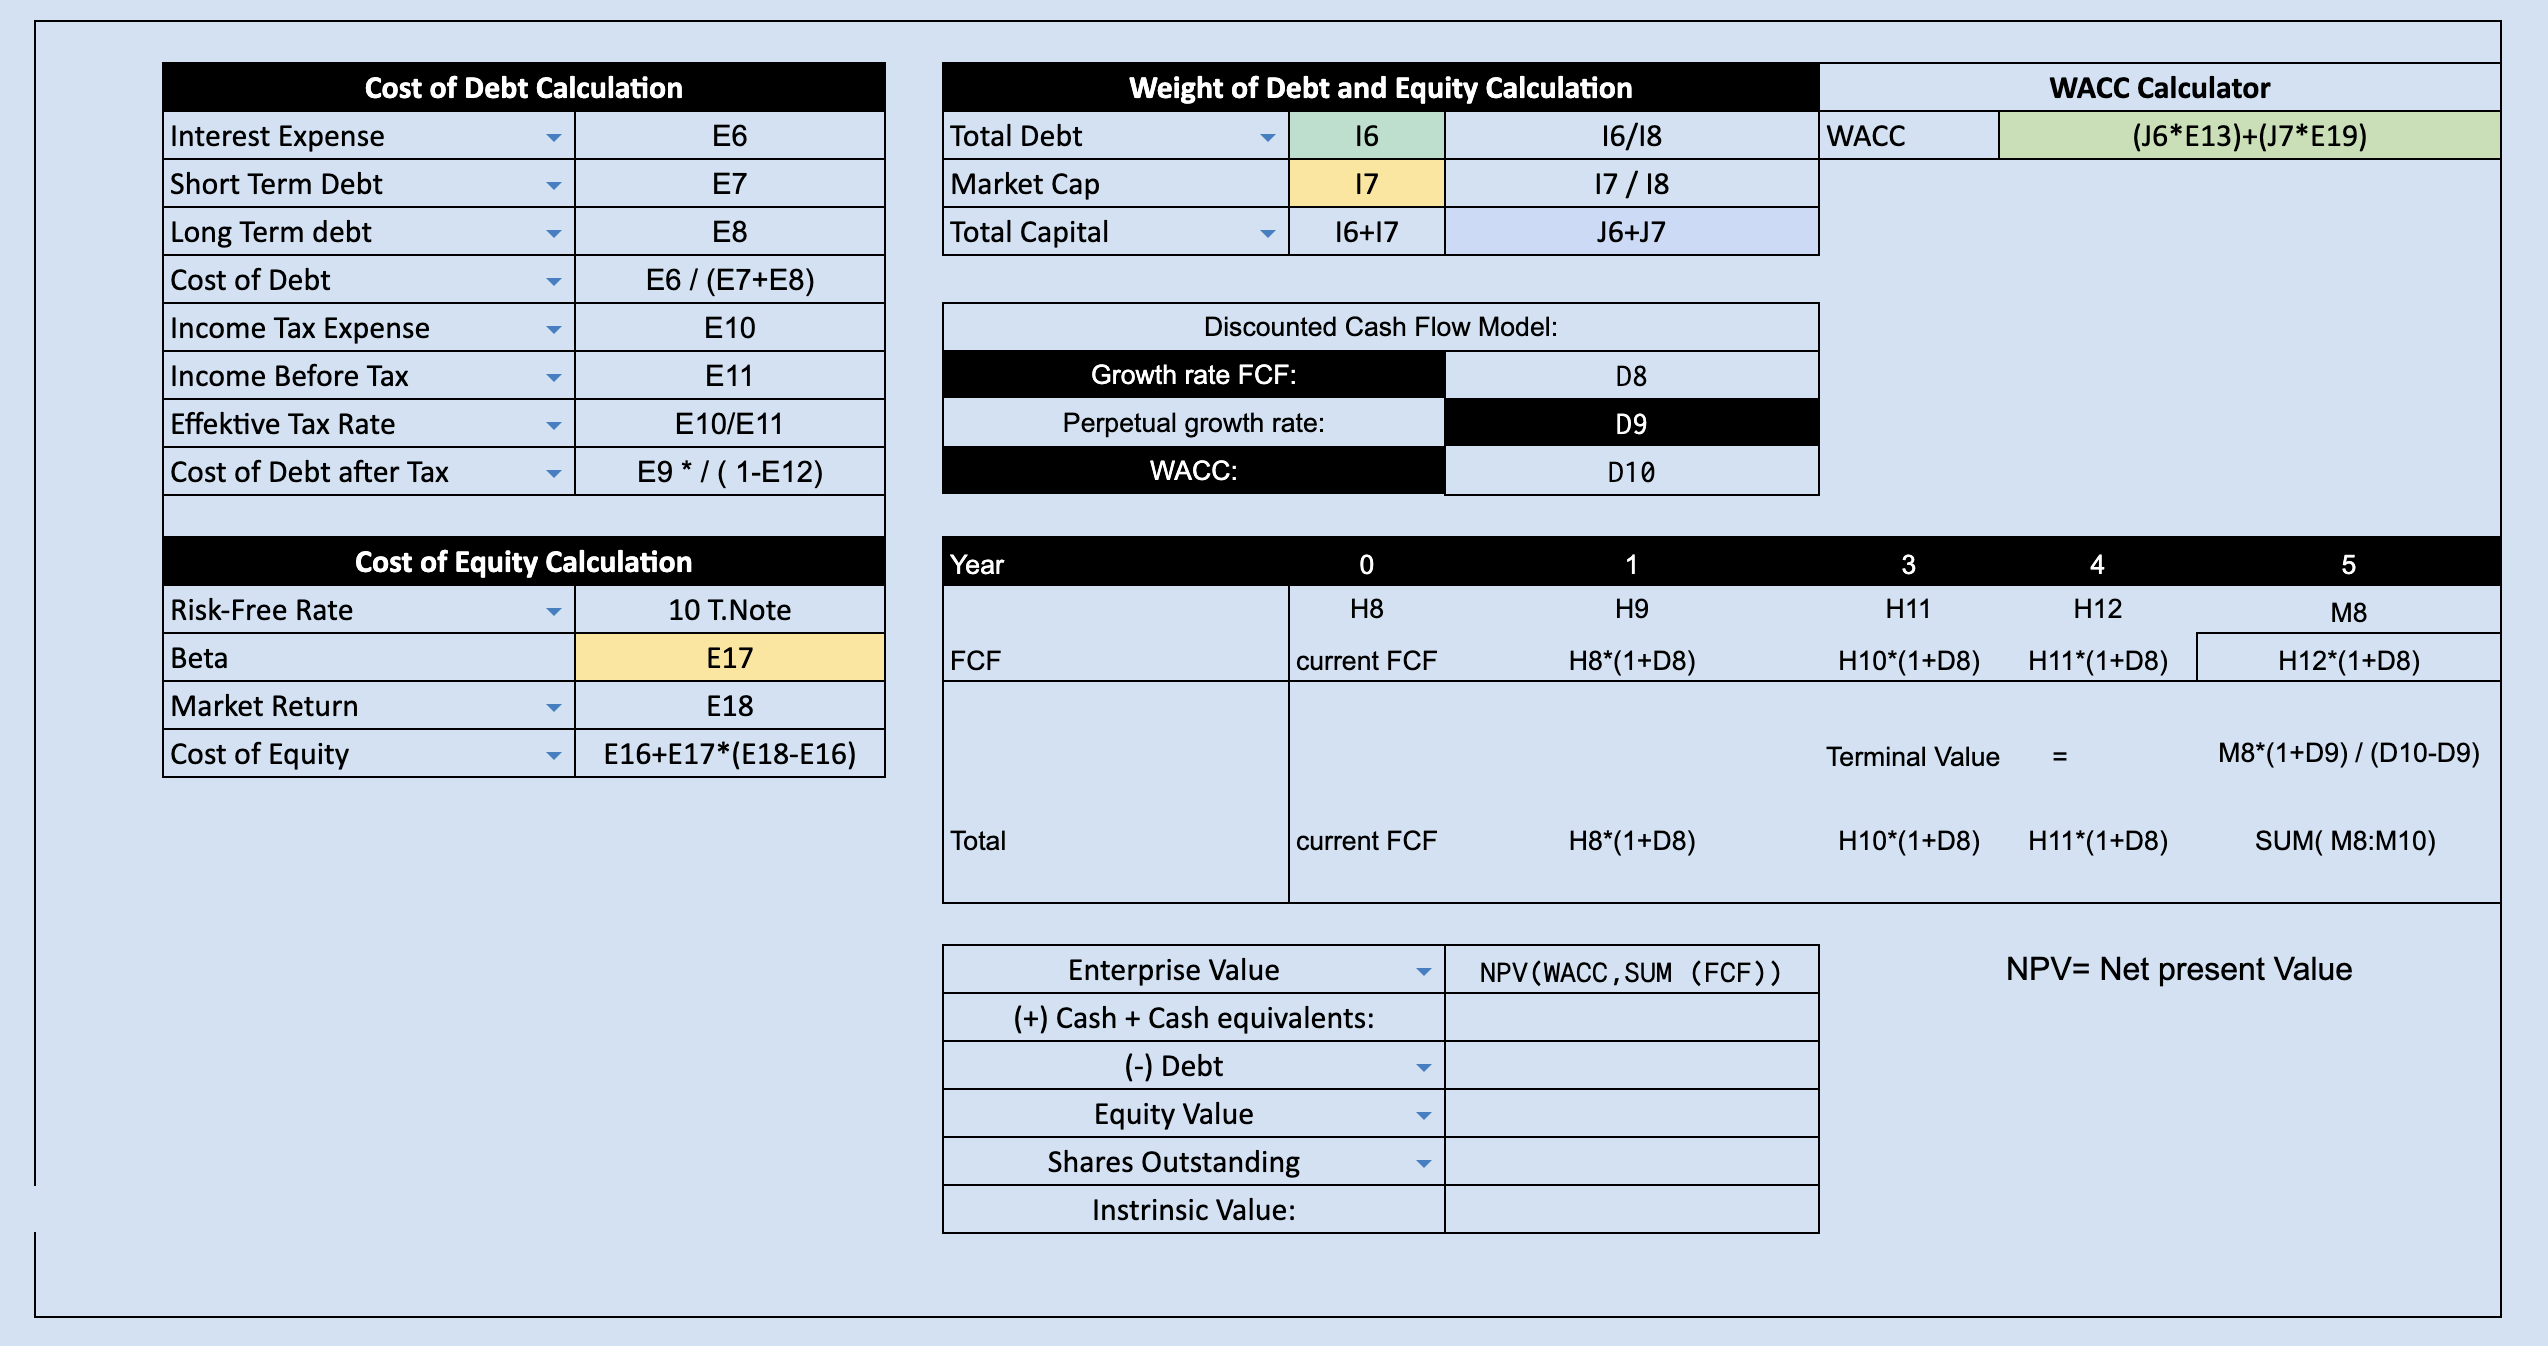 Cost of Debt Calculation
Interest Expense E6
Short Term Debt E7
Long Term debt E8
Cost of Debt E6 / (E7+E8)
Income Tax Expense E10
Income Before Tax E11
Effektive Tax Rate E10/E11
Cost of Debt after Tax E9 * / ( 1-E12)
Cost of Equity Calculation
Risk-Free Rate 10 T.Note
Beta E17
Market Return E18
Cost of Equity E16+E17*(E18-E16)
Weight of Debt and Equity Calculation
Total Debt I6 I6/I8
Market Cap I7 I7 / I8
Total Capital I6+I7 J6+J7
WACC Calculator
WACC (J6*E13)+(J7*E19)
Discounted Cash Flow Model:
Growth rate FCF: D8
Perpetual growth rate: D9
WACC: D10
Year 0 1 3 4 5
H8 H9 H11 H12 M8
FCF current FCF H8*(1+D8) H10*(1+D8) H11*(1+D8) H12*(1+D8)
Terminal Value = M8*(1+D9) / (D10-D9)
Total current FCF H8*(1+D8) H10*(1+D8) H11*(1+D8) SUM( M8:M10)
Enterprise Value NPV(WACC,SUM (FCF))
(+) Cash + Cash equivalents:
(-) Debt
Equity Value
Shares Outstanding
Instrinsic Value:
NPV= Net present Value